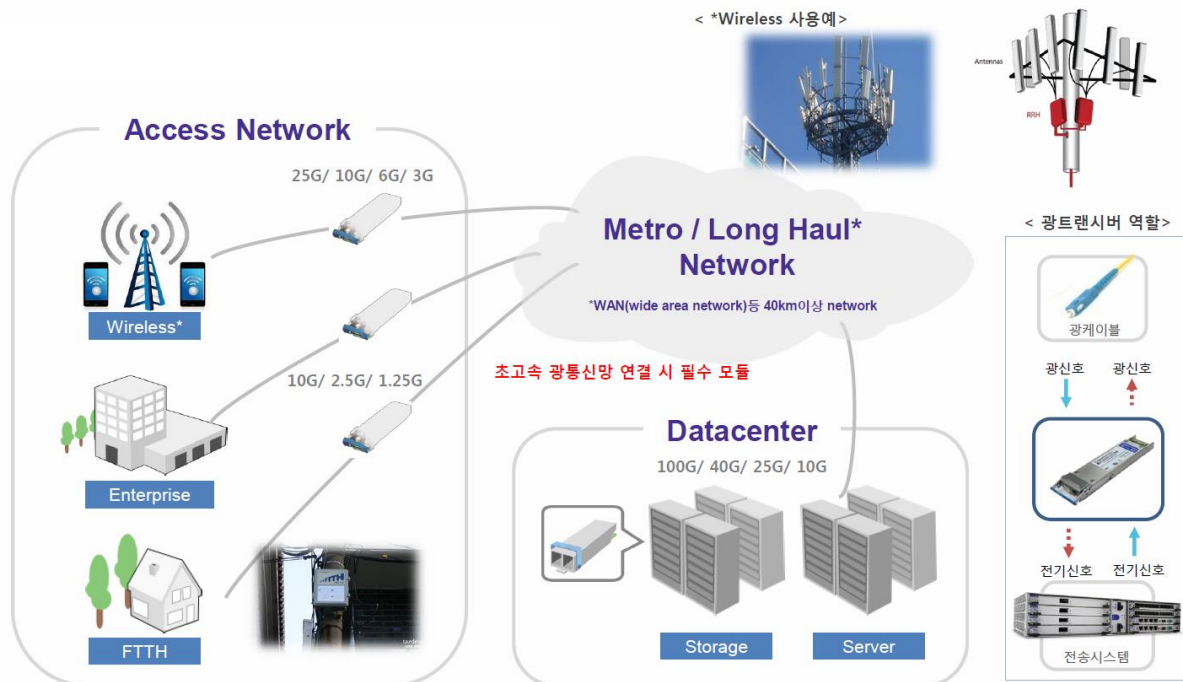 < *Wireless 사용예>
Antennas
RRH
Access Network
25G/ 10G/ 6G/ 3G
Wireless*
10G/ 2.5G/ 1.25G
Enterprise
FTTH
Metro / Long Haul*
Network
*WAN(wide area network)등 40km이상 network
초고속 광통신망 연결 시 필수 모듈
Datacenter
100G/ 40G/ 25G/ 10G
Storage
Server
< 광트랜시버 역할>
광케이블
광신호
광신호
전기신호
전기신호
전송시스템